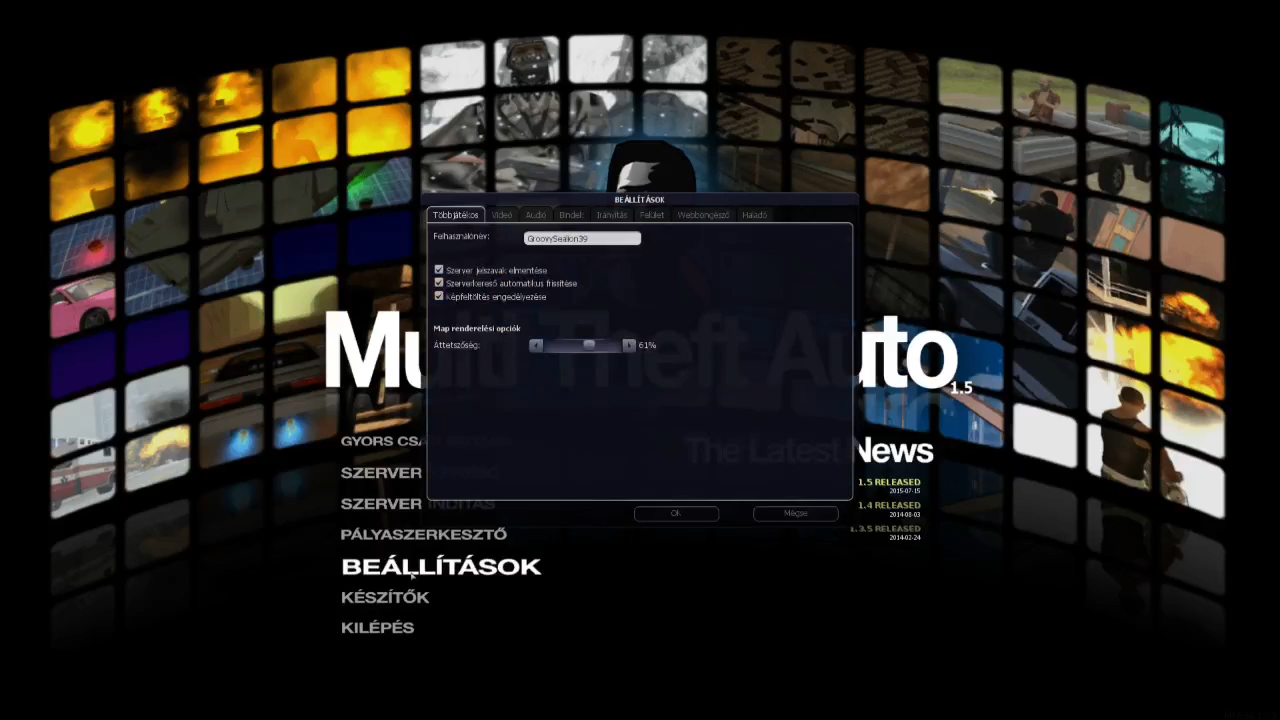 BEÁLLÍTÁSOK
Többjátékos Videó Audió Bindek Irányítás Felület Webböngésző Haladó
Felhasználónév: GroovySealion39
Szerver jelszavak elmentése
Szerverkereső automatikus frissítése
Képfeltöltés engedélyezése
Map renderelési opciók
Áttetszőség: 61%
Multi Theft Auto
1.5
GYORS
The Latest News
SZERVER
1.5 RELEASED
2015-07-15
SZERVER INDÍTÁS
1.4 RELEASED
2014-08-03
OK Mégse
1.3.5 RELEASED
2014-02-24
PÁLYASZERKESZTŐ
BEÁLLÍTÁSOK
KÉSZÍTŐK
KILÉPÉS